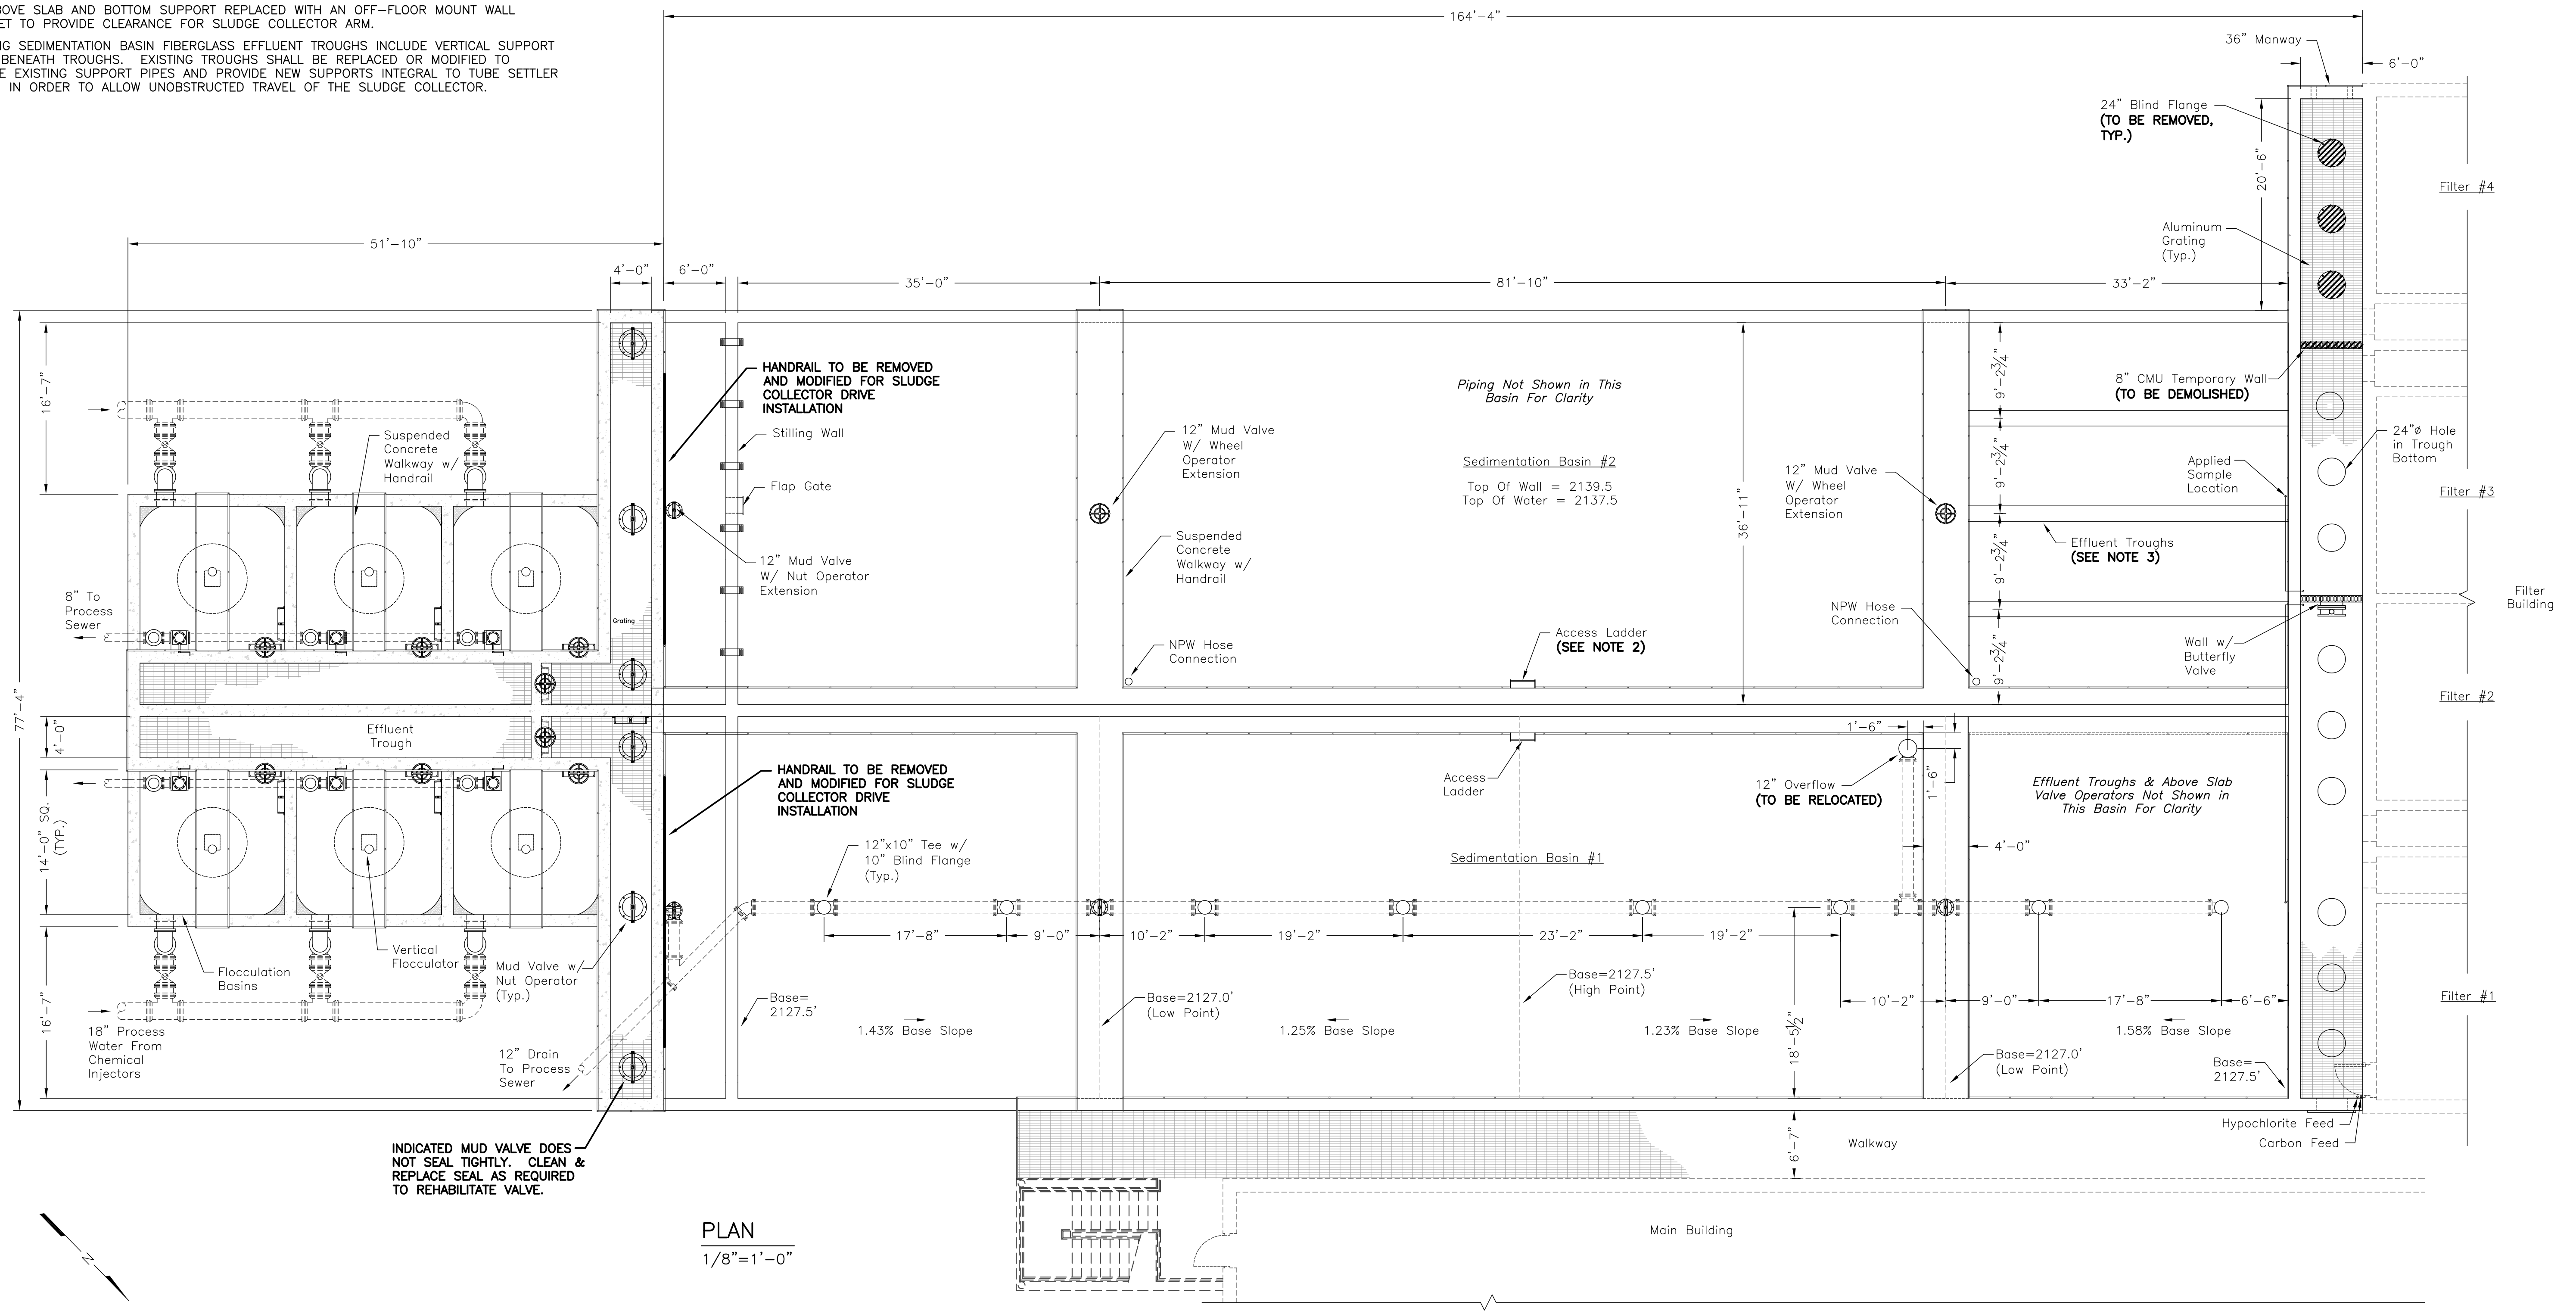 BOVE SLAB AND BOTTOM SUPPORT REPLACED WITH AN OFF-FLOOR MOUNT WALL
ET TO PROVIDE CLEARANCE FOR SLUDGE COLLECTOR ARM.
NG SEDIMENTATION BASIN FIBERGLASS EFFLUENT TROUGHS INCLUDE VERTICAL SUPPORT
BENEATH TROUGHS. EXISTING TROUGHS SHALL BE REPLACED OR MODIFIED TO
E EXISTING SUPPORT PIPES AND PROVIDE NEW SUPPORTS INTEGRAL TO TUBE SETTLER
IN ORDER TO ALLOW UNOBSTRUCTED TRAVEL OF THE SLUDGE COLLECTOR.
164'-4"
36" Manway
6'-0"
24" Blind Flange
(TO BE REMOVED,
TYP.)
20'-6"
Filter #4
Aluminum
Grating
(Typ.)
51'-10"
4'-0"
6'-0"
35'-0"
81'-10"
33'-2"
16'-7"
HANDRAIL TO BE REMOVED
AND MODIFIED FOR SLUDGE
COLLECTOR DRIVE
INSTALLATION
Stilling Wall
Flap Gate
Suspended
Concrete
Walkway w/
Handrail
12" Mud Valve
W/ Nut Operator
Extension
12" Mud Valve
W/ Wheel
Operator
Extension
Suspended
Concrete
Walkway w/
Handrail
Piping Not Shown in This
Basin For Clarity
Sedimentation Basin #2
Top Of Wall = 2139.5
Top Of Water = 2137.5
36'-11"
12" Mud Valve
W/ Wheel
Operator
Extension
9'-2¾"
9'-2¾"
9'-2¾"
9'-2¾"
8" CMU Temporary Wall
(TO BE DEMOLISHED)
24"ø Hole
in Trough
Bottom
Applied
Sample
Location
Filter #3
Effluent Troughs
(SEE NOTE 3)
Filter
Building
8" To
Process
Sewer
Grating
NPW Hose
Connection
Access Ladder
(SEE NOTE 2)
NPW Hose
Connection
Wall w/
Butterfly
Valve
Filter #2
77'-4"
4'-0"
Effluent
Trough
14'-0" SQ.
(TYP.)
HANDRAIL TO BE REMOVED
AND MODIFIED FOR SLUDGE
COLLECTOR DRIVE
INSTALLATION
Access
Ladder
1'-6"
1'-6"
12" Overflow
(TO BE RELOCATED)
Effluent Troughs & Above Slab
Valve Operators Not Shown in
This Basin For Clarity
12"x10" Tee w/
10" Blind Flange
(Typ.)
Sedimentation Basin #1
4'-0"
17'-8"
9'-0"
10'-2"
19'-2"
23'-2"
19'-2"
Vertical
Flocculator
Flocculation
Basins
Mud Valve w/
Nut Operator
(Typ.)
16'-7"
18" Process
Water From
Chemical
Injectors
12" Drain
To Process
Sewer
Base=
2127.5'
Base=2127.0'
(Low Point)
Base=2127.5'
(High Point)
10'-2"
9'-0"
17'-8"
6'-6"
Filter #1
1.43% Base Slope
1.25% Base Slope
1.23% Base Slope
1.58% Base Slope
18'-5½"
Base=2127.0'
(Low Point)
Base=
2127.5'
Hypochlorite Feed
Carbon Feed
6'-7"
Walkway
INDICATED MUD VALVE DOES
NOT SEAL TIGHTLY. CLEAN &
REPLACE SEAL AS REQUIRED
TO REHABILITATE VALVE.
N
PLAN
1/8"=1'-0"
Main Building